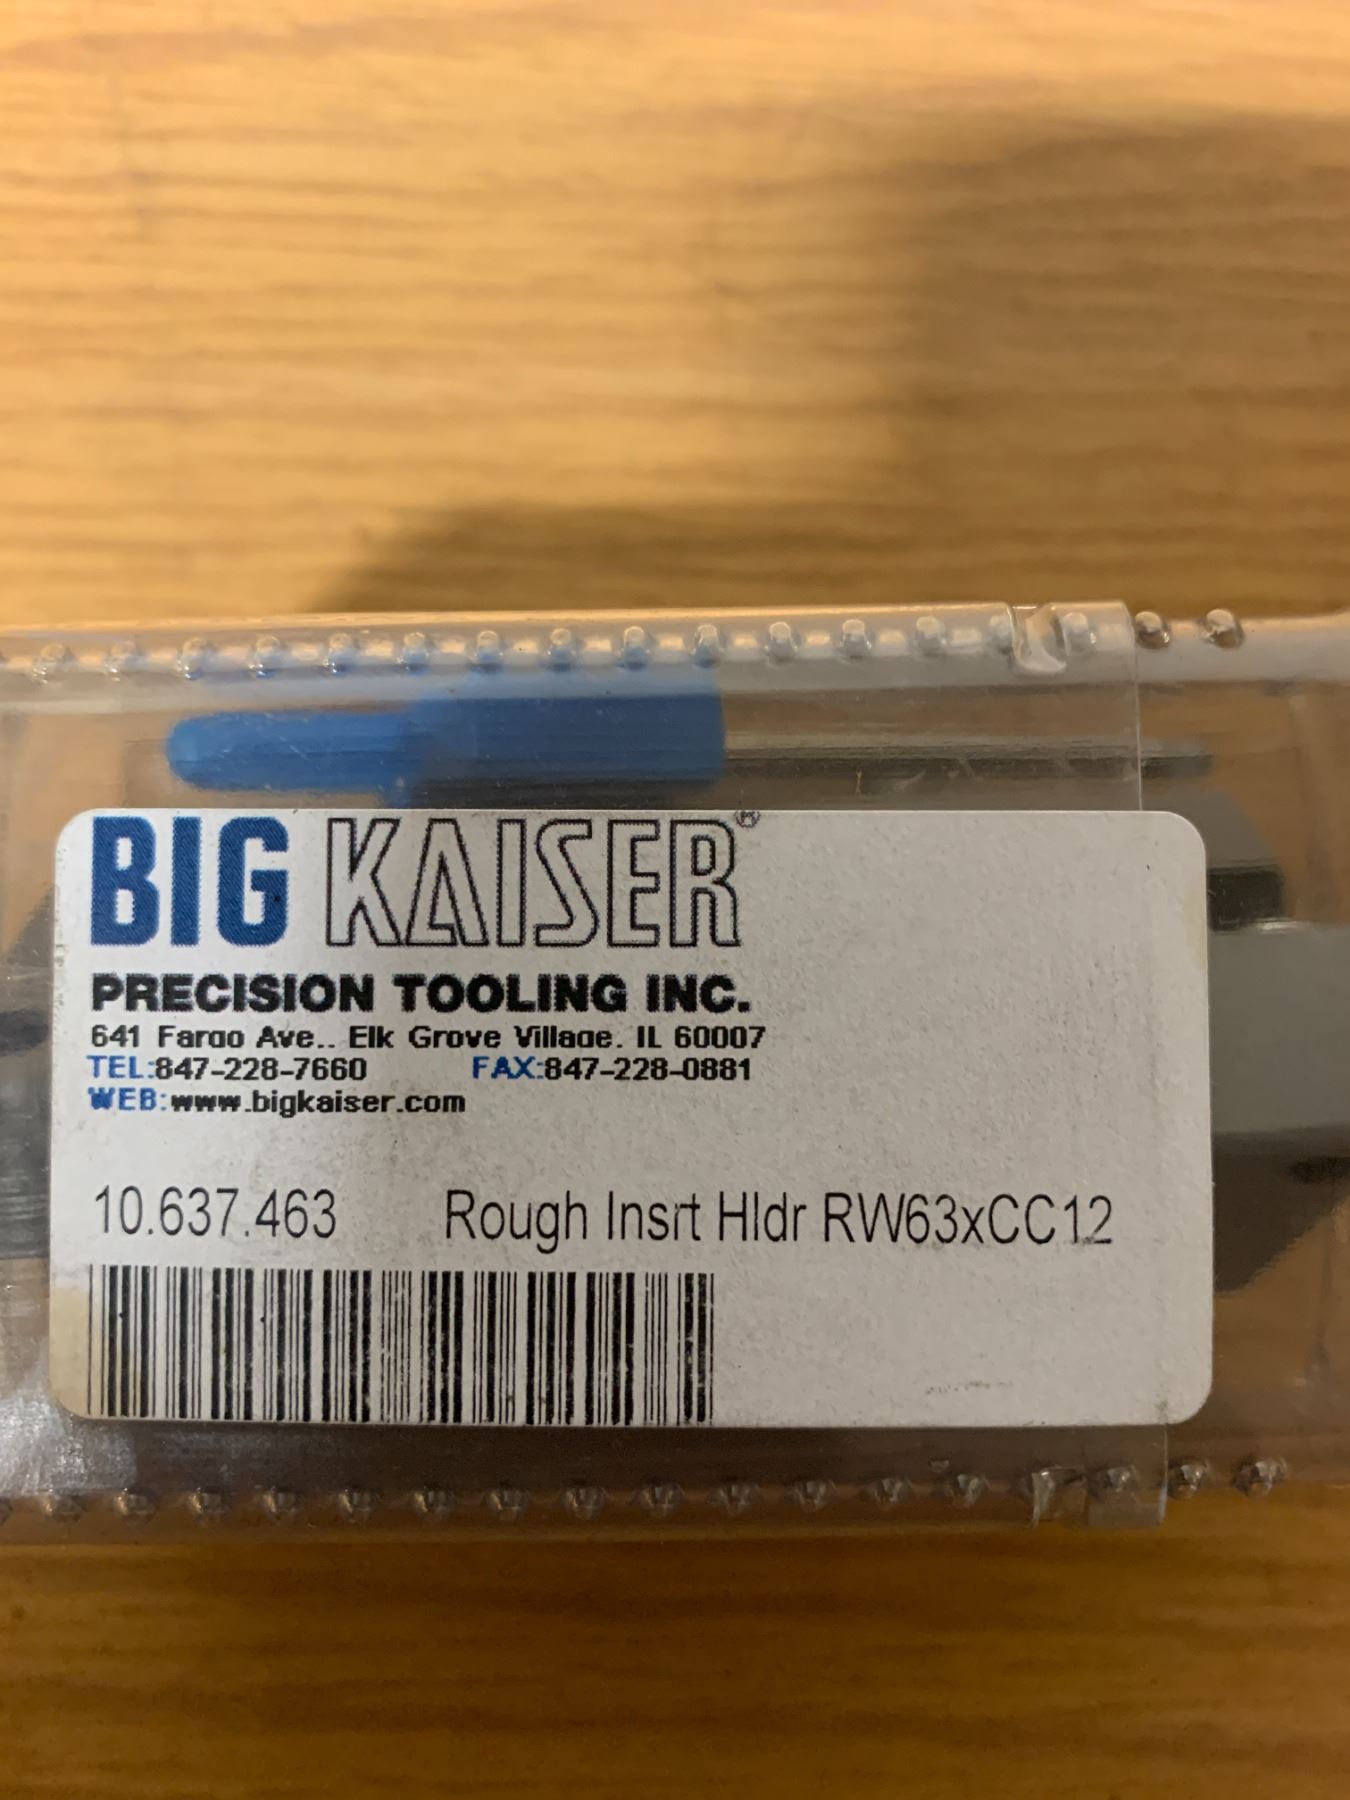 BIG KAISER®
PRECISION TOOLING INC.
641 Fargo Ave., Elk Grove Village, IL 60007
TEL:847-228-7660 FAX:847-228-0881
WEB:www.bigkaiser.com
10.637.463 Rough Insrt Hldr RW63xCC12